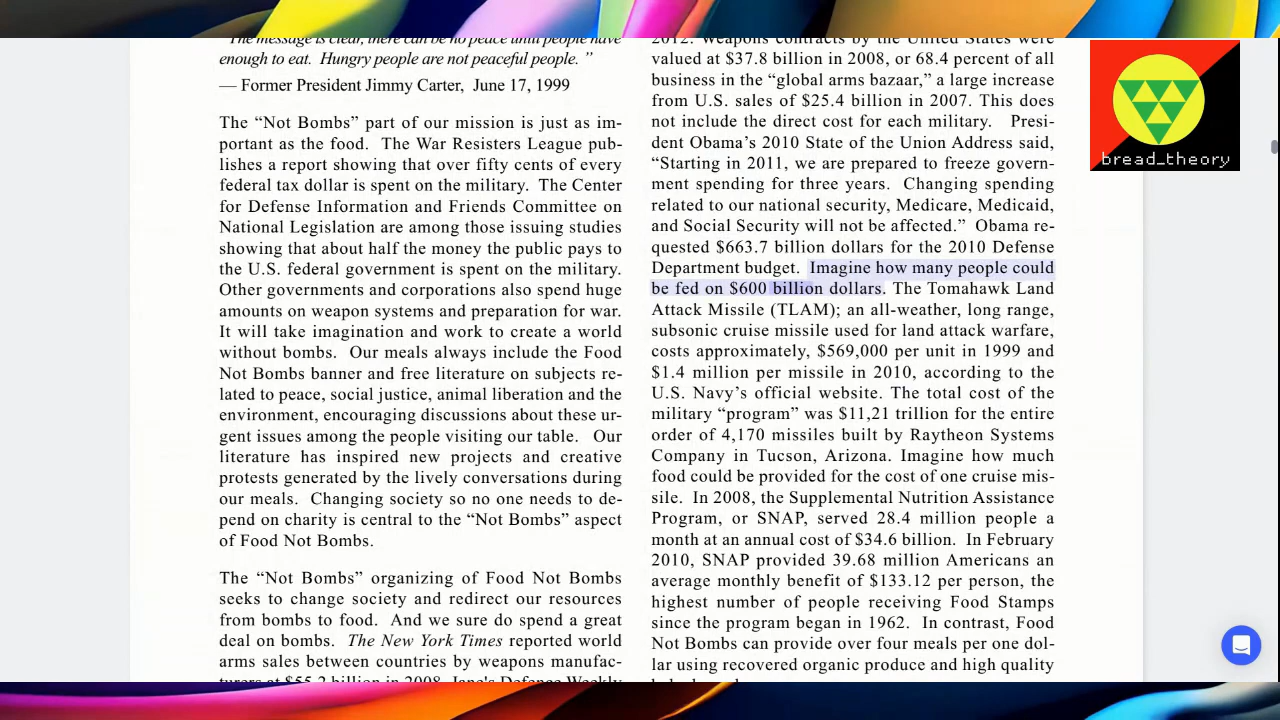 "The message is clear, there can be no peace until people have
enough to eat.  Hungry people are not peaceful people. ”
— Former President Jimmy Carter,  June 17, 1999
The “Not Bombs” part of our mission is just as im-
portant as the food.  The War Resisters League pub-
lishes a report showing that over fifty cents of every
federal tax dollar is spent on the military.  The Center
for Defense Information and Friends Committee on
National Legislation are among those issuing studies
showing that about half the money the public pays to
the U.S. federal government is spent on the military.
Other governments and corporations also spend huge
amounts on weapon systems and preparation for war.
It will take imagination and work to create a world
without bombs.  Our meals always include the Food
Not Bombs banner and free literature on subjects re-
lated to peace, social justice, animal liberation and the
environment, encouraging discussions about these ur-
gent issues among the people visiting our table.  Our
literature has inspired new projects and creative
protests generated by the lively conversations during
our meals.  Changing society so no one needs to de-
pend on charity is central to the “Not Bombs” aspect
of Food Not Bombs.
The “Not Bombs” organizing of Food Not Bombs
seeks to change society and redirect our resources
from bombs to food.  And we sure do spend a great
deal on bombs.  The New York Times reported world
arms sales between countries by weapons manufac-
turers at $55.2 billion in 2008. Jane's Defence Weekly
2012. Weapons contracts by the United States were
valued at $37.8 billion in 2008, or 68.4 percent of all
business in the “global arms bazaar,” a large increase
from U.S. sales of $25.4 billion in 2007. This does
not include the direct cost for each military.  Presi-
dent Obama’s 2010 State of the Union Address said,
“Starting in 2011, we are prepared to freeze govern-
ment spending for three years.  Changing spending
related to our national security, Medicare, Medicaid,
and Social Security will not be affected.”  Obama re-
quested $663.7 billion dollars for the 2010 Defense
Department budget.  Imagine how many people could
be fed on $600 billion dollars. The Tomahawk Land
Attack Missile (TLAM); an all-weather, long range,
subsonic cruise missile used for land attack warfare,
costs approximately, $569,000 per unit in 1999 and
$1.4 million per missile in 2010, according to the
U.S. Navy’s official website. The total cost of the
military “program” was $11,21 trillion for the entire
order of 4,170 missiles built by Raytheon Systems
Company in Tucson, Arizona. Imagine how much
food could be provided for the cost of one cruise mis-
sile.  In 2008, the Supplemental Nutrition Assistance
Program, or SNAP, served 28.4 million people a
month at an annual cost of $34.6 billion.  In February
2010, SNAP provided 39.68 million Americans an
average monthly benefit of $133.12 per person, the
highest number of people receiving Food Stamps
since the program began in 1962.  In contrast, Food
Not Bombs can provide over four meals per one dol-
lar using recovered organic produce and high quality
bread_theory